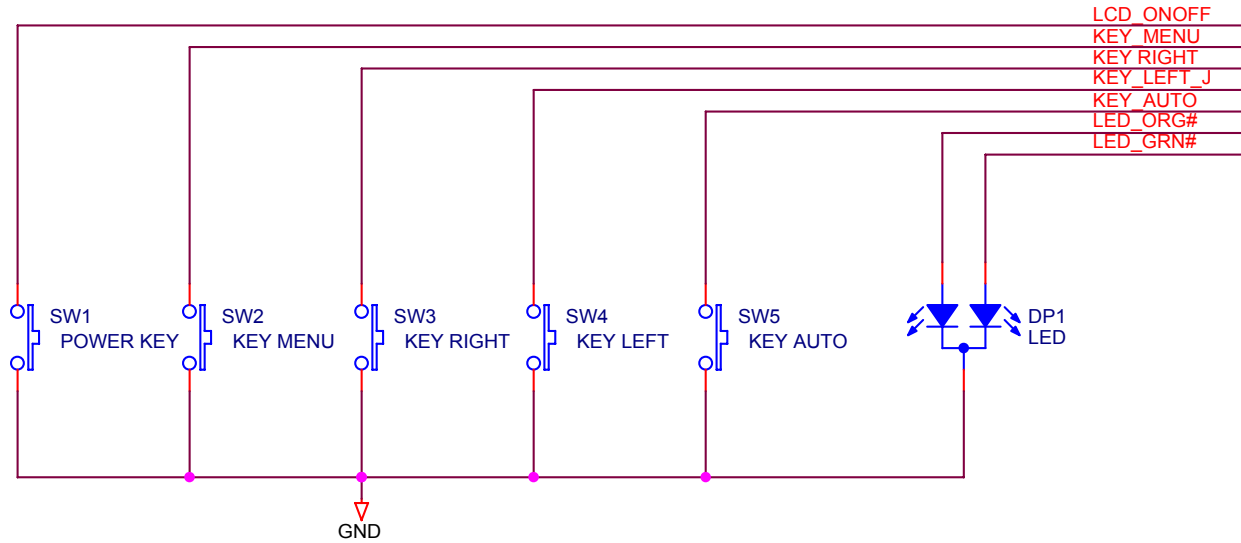 LCD_ONOFF
KEY_MENU
KEY RIGHT
KEY_LEFT_J
KEY_AUTO
LED_ORG#
LED_GRN#
SW1
POWER KEY
SW2
KEY MENU
SW3
KEY RIGHT
SW4
KEY LEFT
SW5
KEY AUTO
DP1
LED
GND